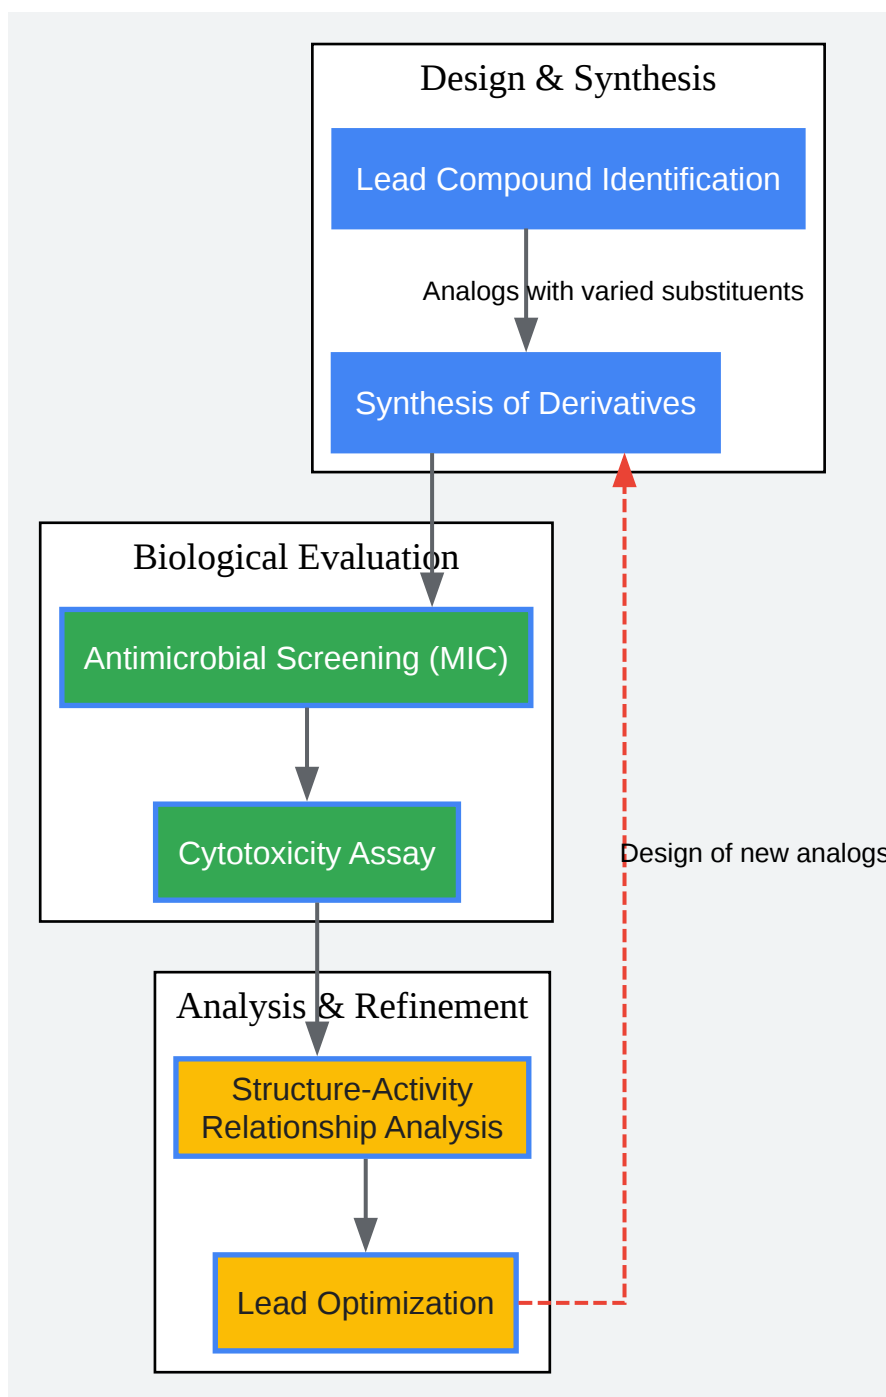 Design & Synthesis
Lead Compound Identification
Analogs with varied substituents
Synthesis of Derivatives
Biological Evaluation
Antimicrobial Screening (MIC)
Cytotoxicity Assay
Design of new analogs
Analysis & Refinement
Structure-Activity
Relationship Analysis
Lead Optimization